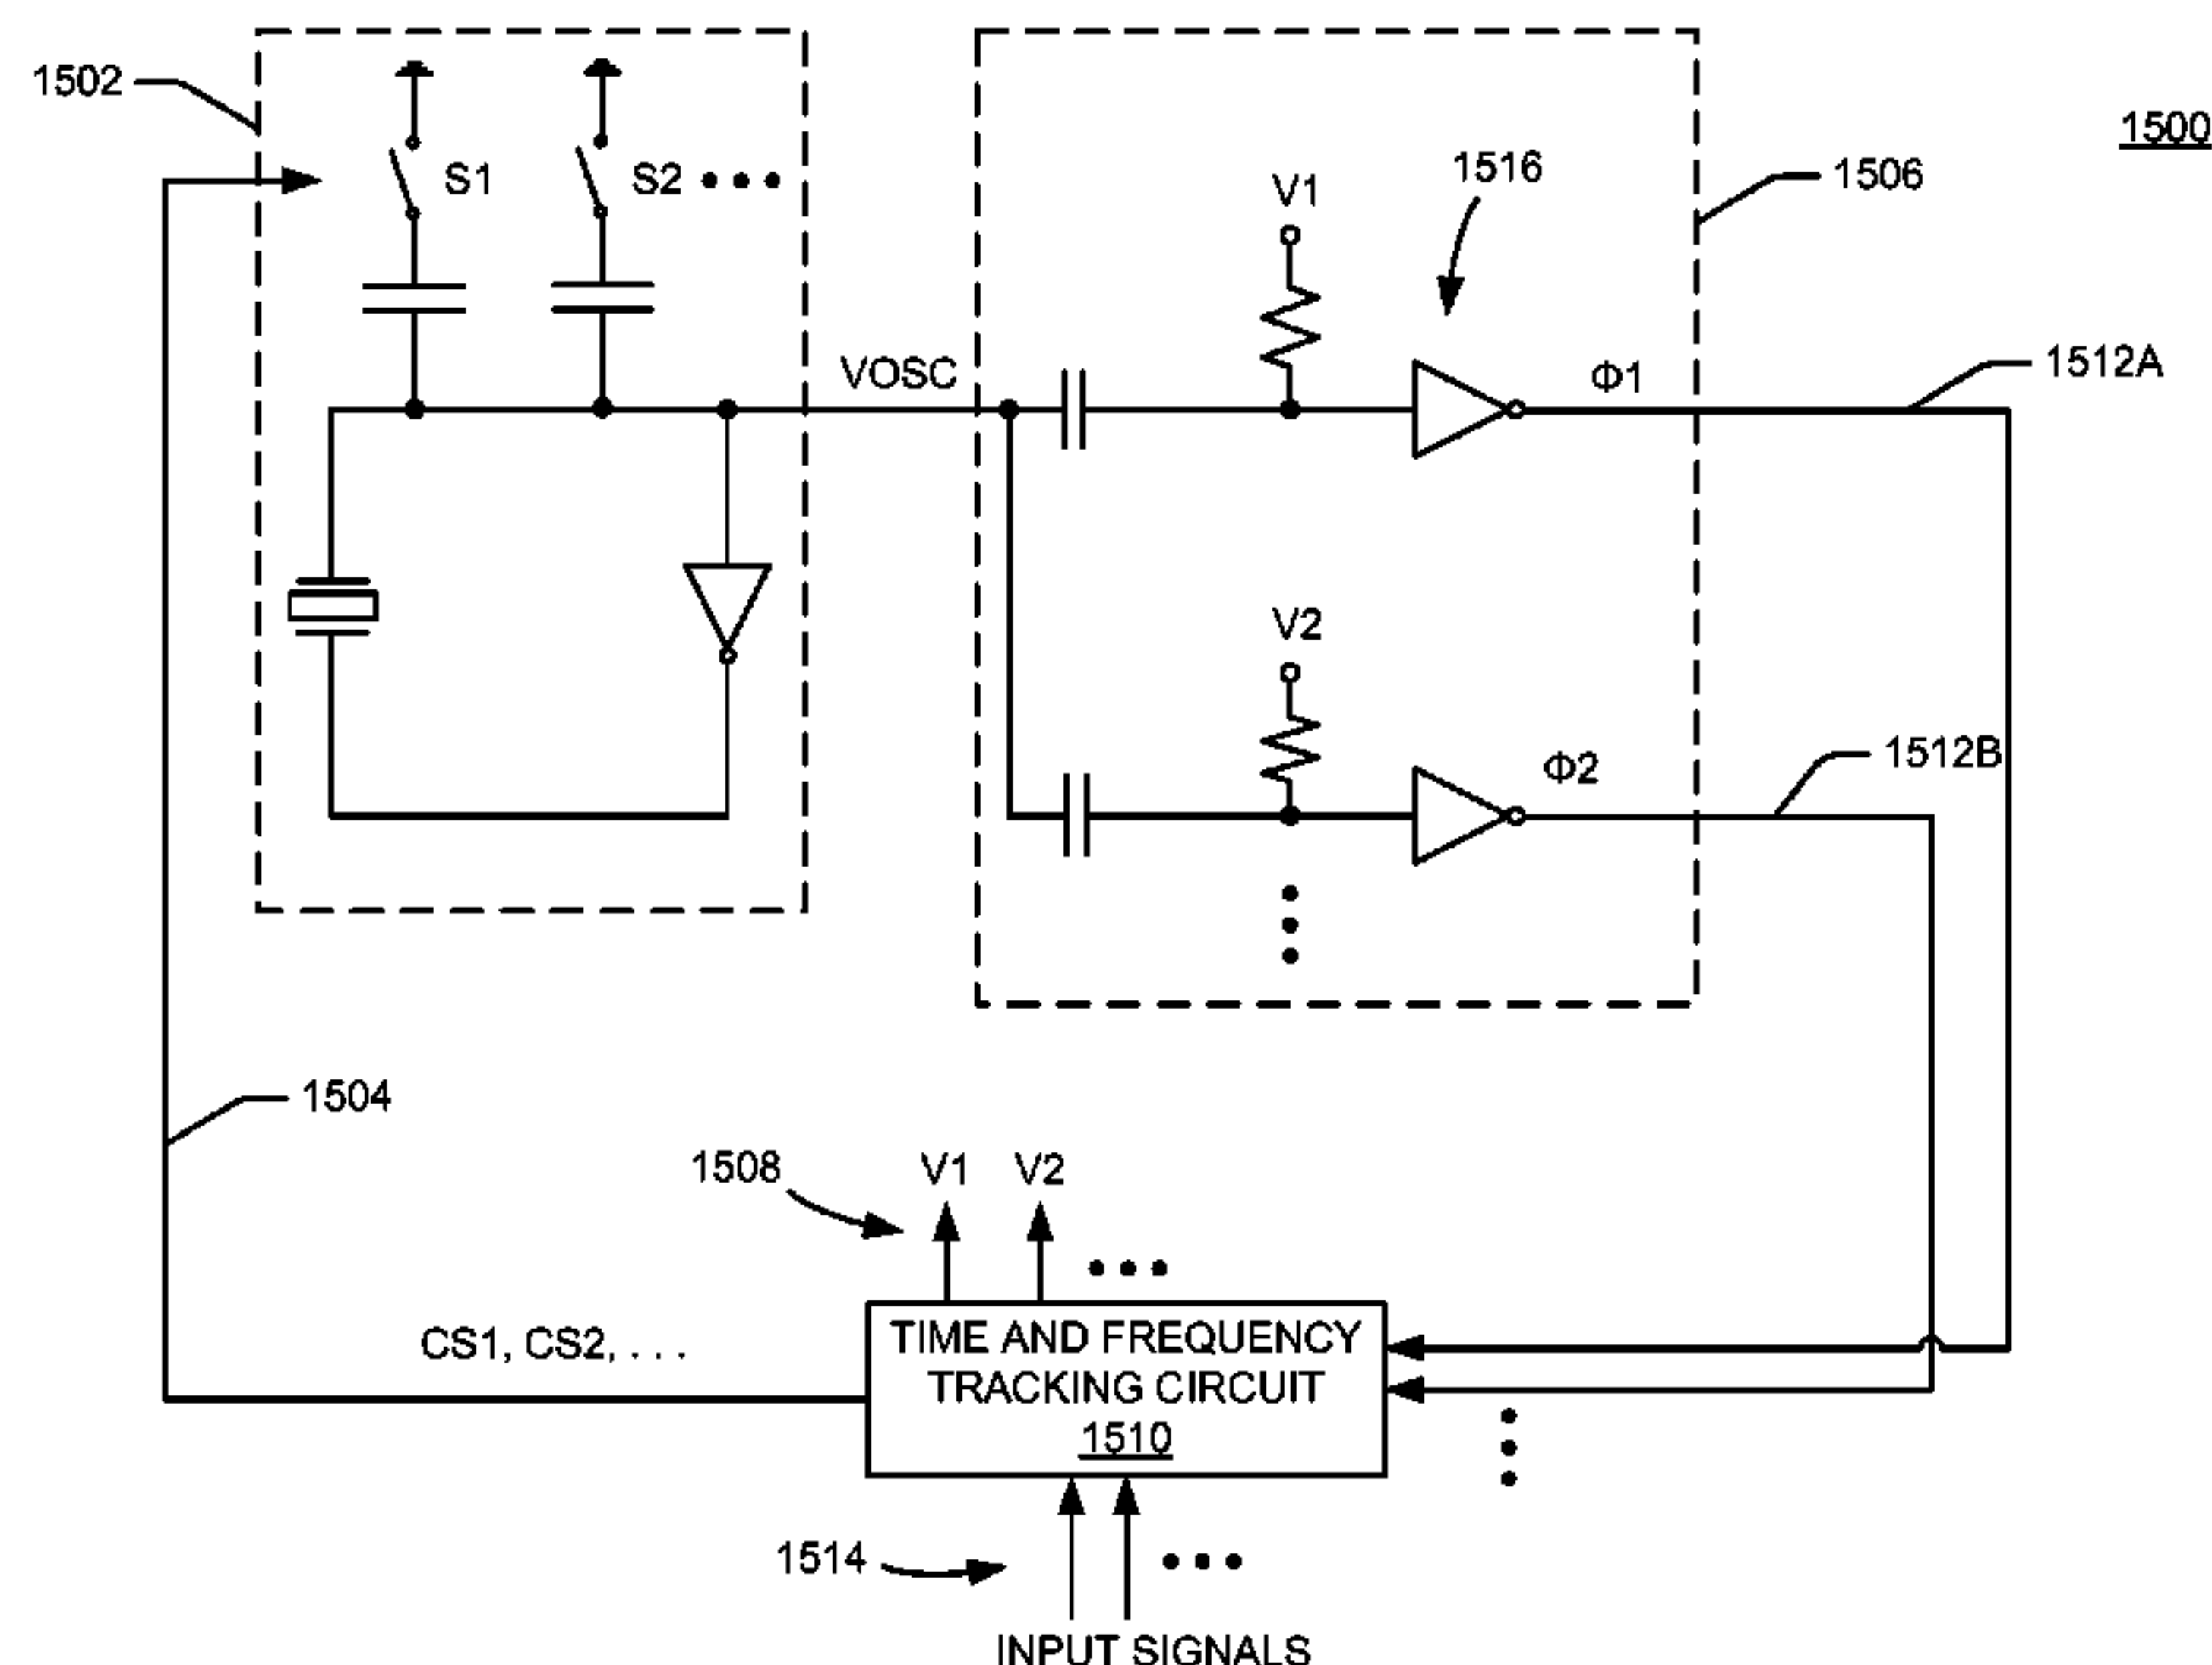 1502
1500
S1
S2
1516
1506
V1
VOSC
Φ1
1512A
V2
Φ2
1512B
1504
1508
V1
V2
CS1, CS2, . . .
TIME AND FREQUENCY
TRACKING CIRCUIT
1510
1514
INPUT SIGNALS